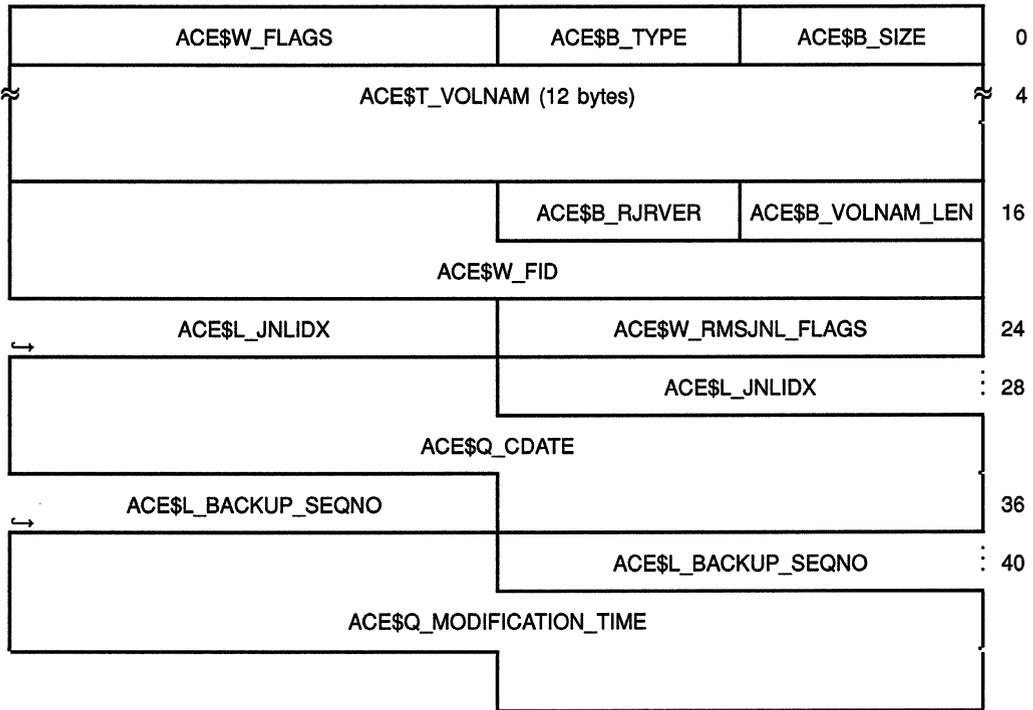 ACE$W_FLAGS ACE$B_TYPE ACE$B_SIZE 0
ACE$T_VOLNAM (12 bytes) 4
ACE$B_RJRVER ACE$B_VOLNAM_LEN 16
ACE$W_FID
ACE$L_JNLIDX ACE$W_RMSJNL_FLAGS 24
ACE$L_JNLIDX 28
ACE$Q_CDATE
ACE$L_BACKUP_SEQNO 36
ACE$L_BACKUP_SEQNO 40
ACE$Q_MODIFICATION_TIME